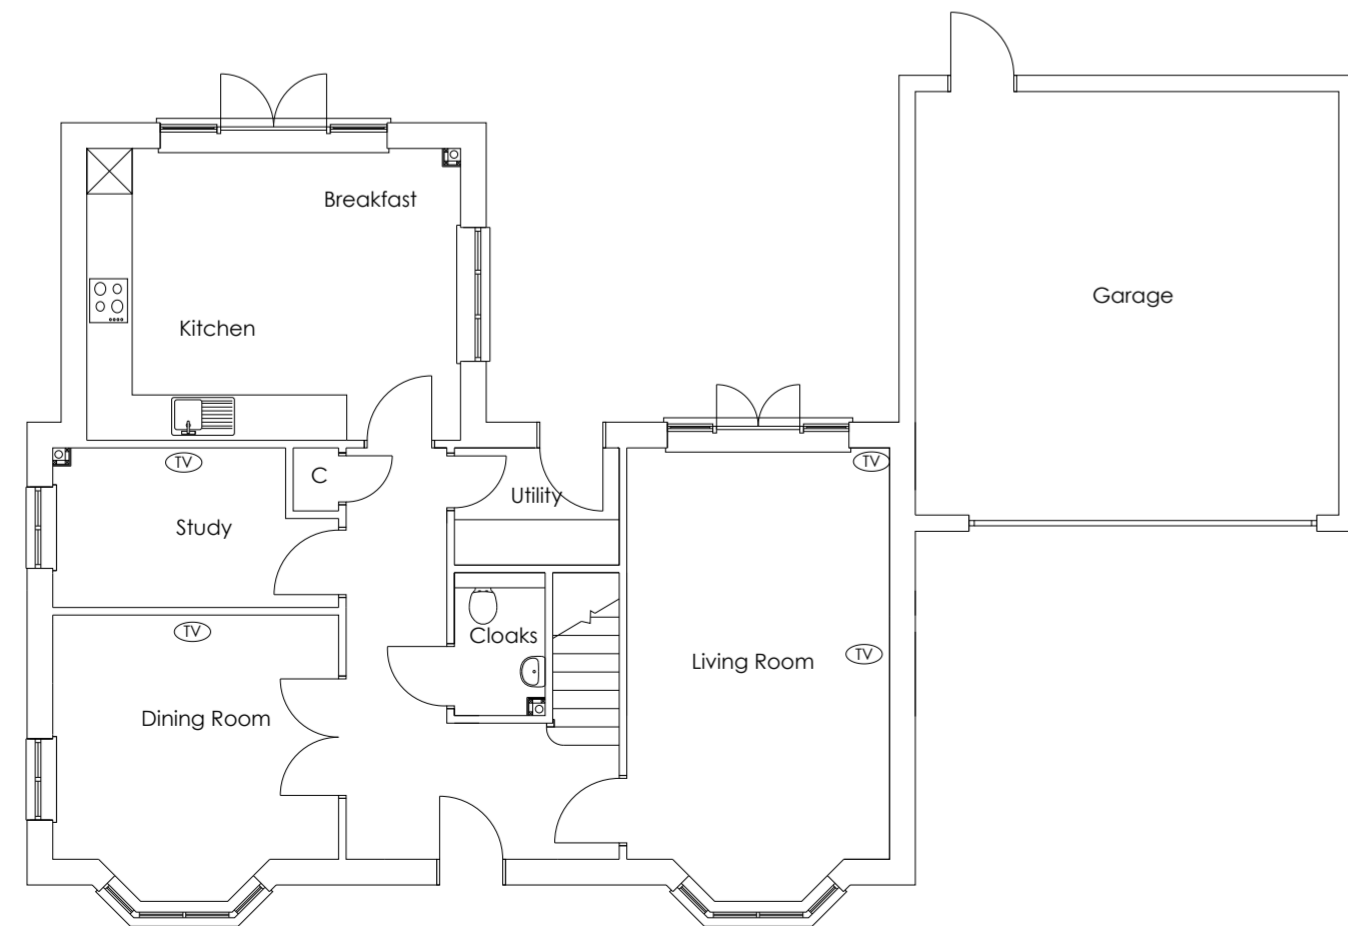 Breakfast
Garage
Kitchen
TV
TV
C
Utility
Study
TV
Cloaks
TV
Living Room
Dining Room